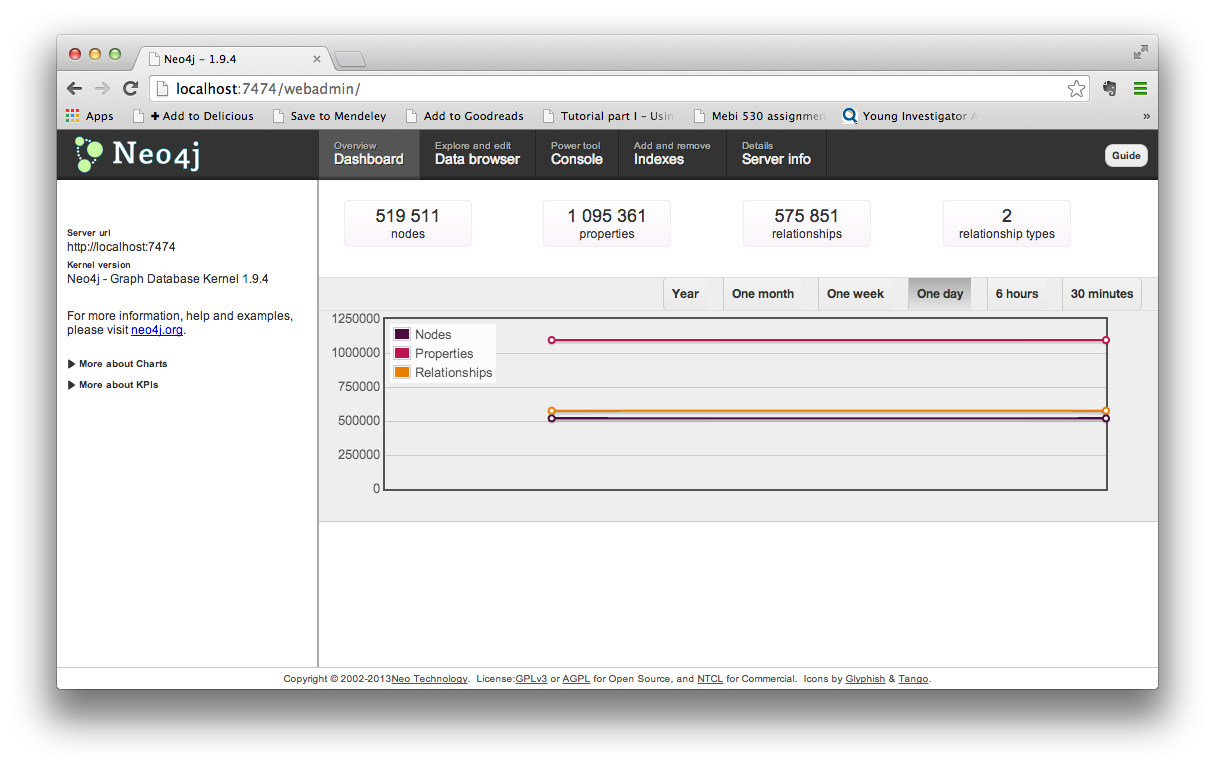 Neo4j - 1.9.4
localhost:7474/webadmin/
Apps + Add to Delicious Save to Mendeley Add to Goodreads Tutorial part I – Usin Mebi 530 assignmen Young Investigator A »
Neo4j
Overview
Dashboard
Explore and edit
Data browser
Power tool
Console
Add and remove
Indexes
Details
Server info
Guide
Server url
http://localhost:7474
Kernel version
Neo4j - Graph Database Kernel 1.9.4
For more information, help and examples,
please visit neo4j.org.
More about Charts
More about KPIs
519 511
nodes
1 095 361
properties
575 851
relationships
2
relationship types
Year One month One week One day 6 hours 30 minutes
1250000
1000000
750000
500000
250000
0
Nodes
Properties
Relationships
Copyright © 2002-2013Neo Technology. License:GPLv3 or AGPL for Open Source, and NTCL for Commercial. Icons by Glyphish & Tango.